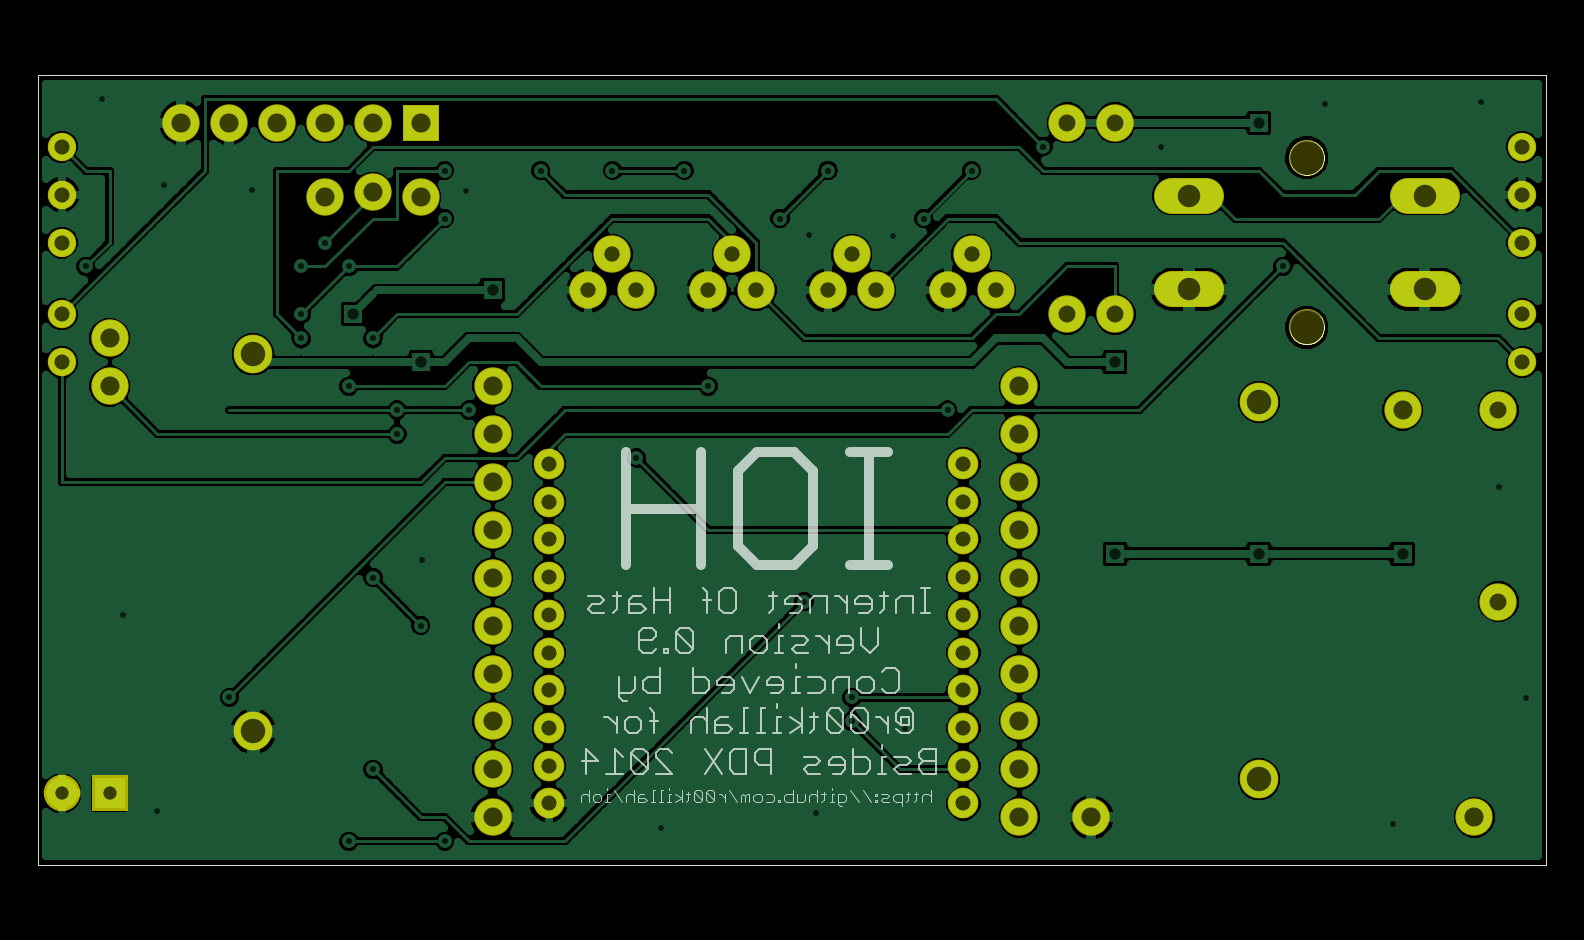 IOH
Internet Of Hats
Version 0.9
Concieved by
@r00tkillah for
Bsides PDX 2014
https://github.com/r00tkillah/ioh